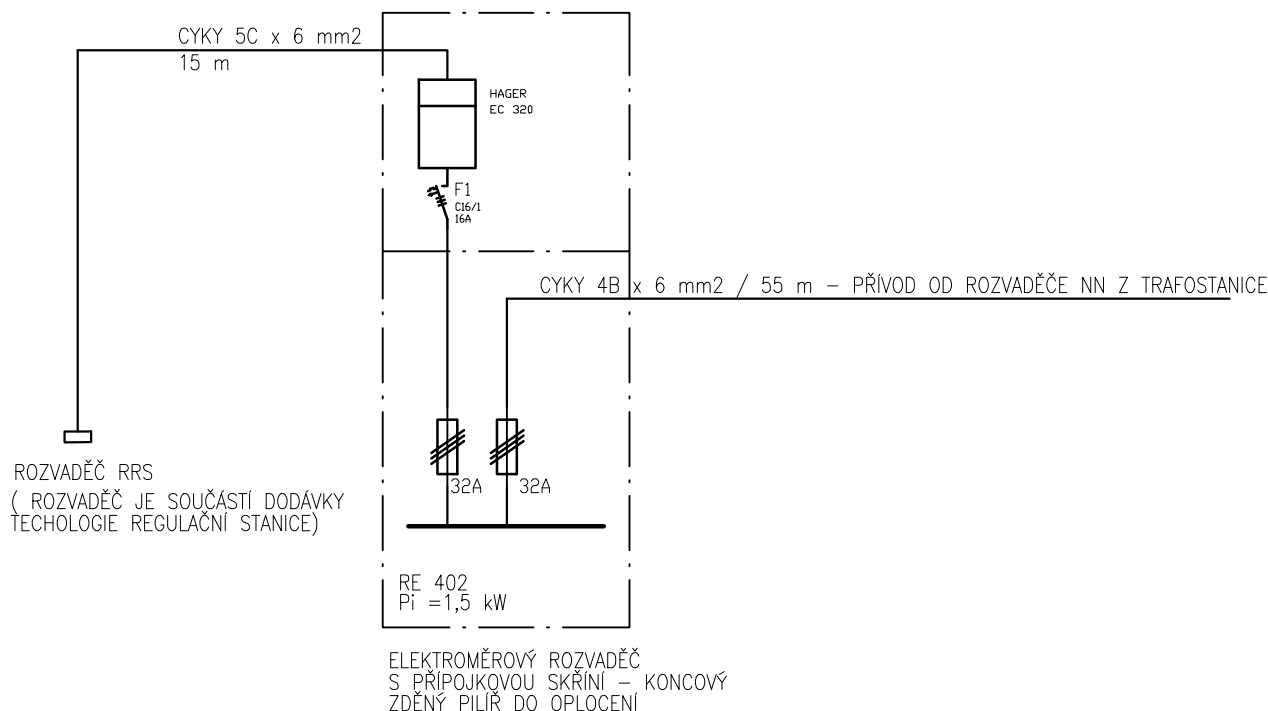 CYKY 5C x 6 mm2
15 m
HAGER
EC 320
F1
C16/1
16A
CYKY 4B x 6 mm2 / 55 m – PŘÍVOD OD ROZVADĚČE NN Z TRAFOSTANICE
32A
32A
ROZVADĚČ RRS
( ROZVADĚČ JE SOUČÁSTÍ DODÁVKY
TECHOLOGIE REGULAČNÍ STANICE)
RE 402
Pi =1,5 kW
ELEKTROMĚROVÝ ROZVADĚČ
S PŘÍPOJKOVOU SKŘÍNÍ – KONCOVÝ
ZDĚNÝ PILÍŘ DO OPLOCENÍ